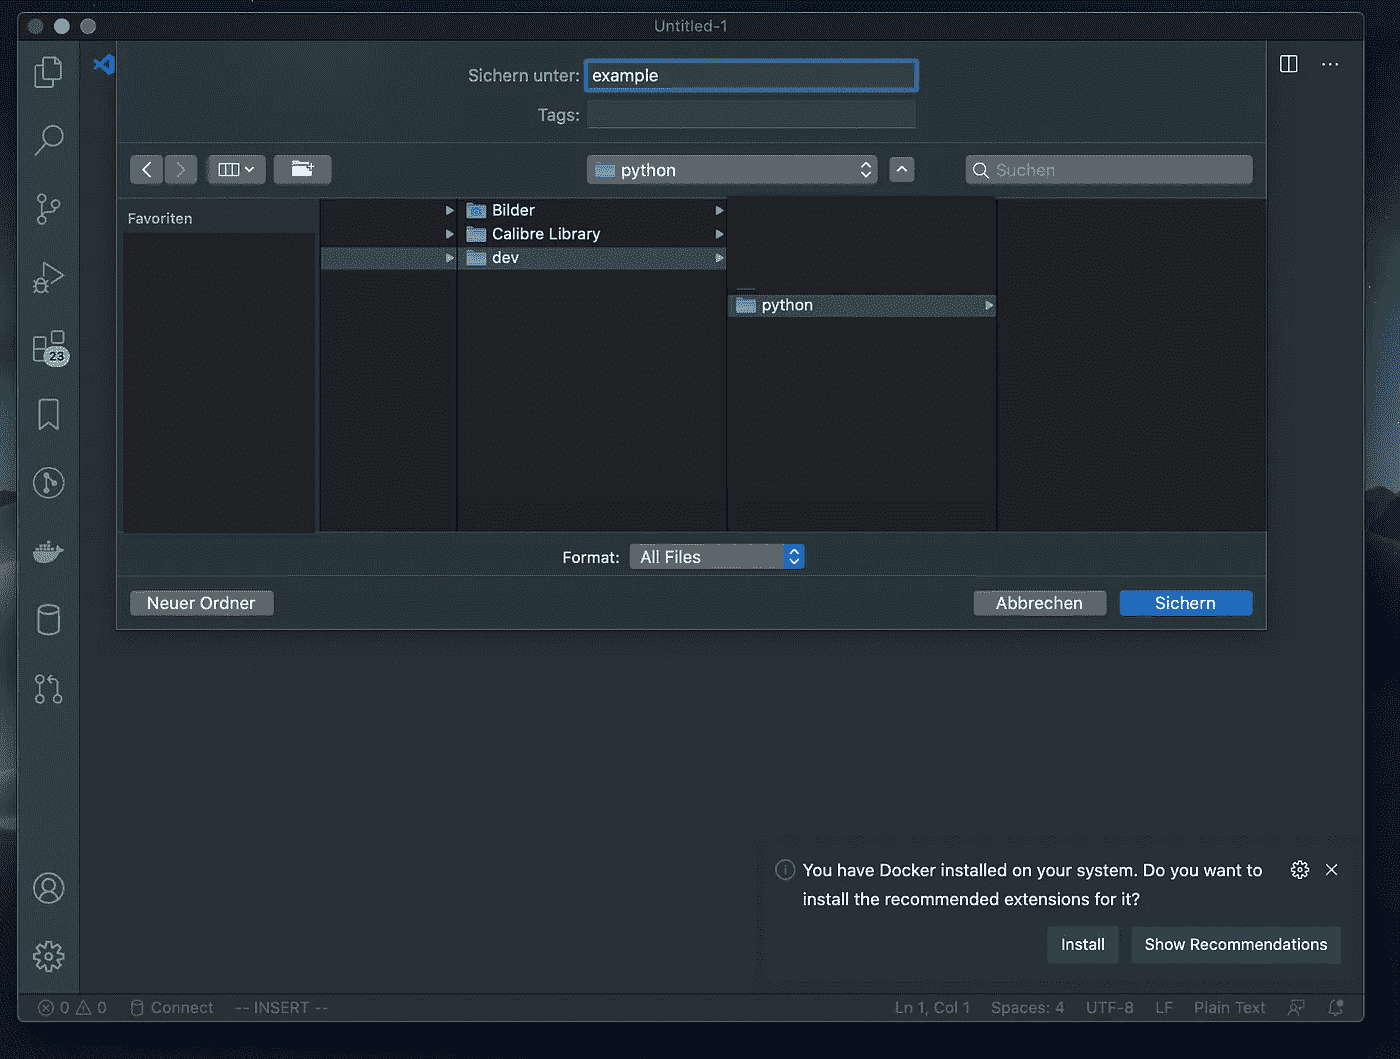 Untitled-1
Sichern unter: example
Tags:
python
Suchen
Favoriten
Bilder
Calibre Library
dev
python
23
Format: All Files
Neuer Ordner
Abbrechen
Sichern
You have Docker installed on your system. Do you want to
install the recommended extensions for it?
Install
Show Recommendations
0 0 Connect -- INSERT -- Ln 1, Col 1 Spaces: 4 UTF-8 LF Plain Text